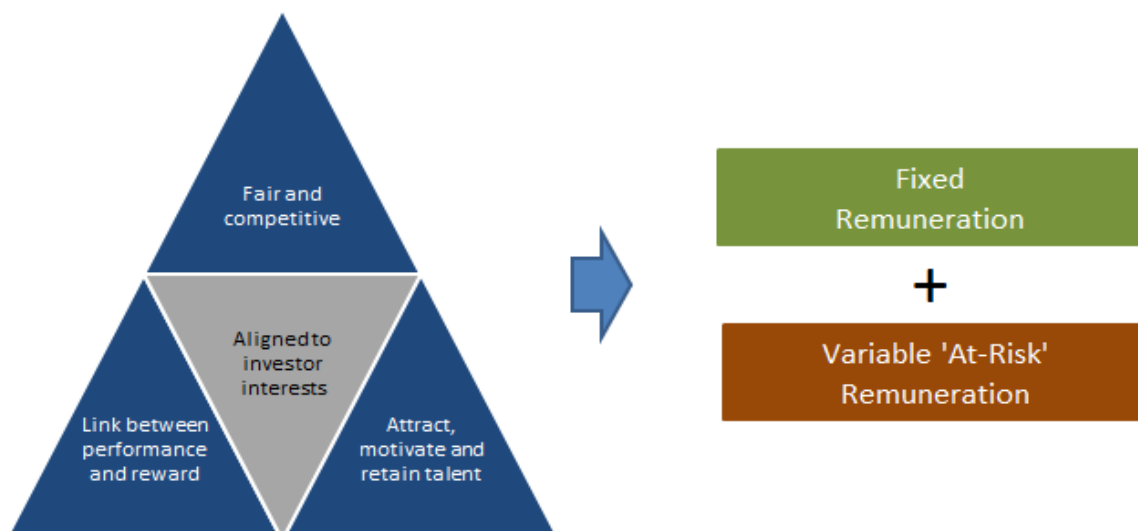 Fair and
competitive
Aligned to
investor
interests
Link between
performance
and reward
Attract,
motivate and
retain talent
Fixed
Remuneration
+
Variable 'At-Risk'
Remuneration